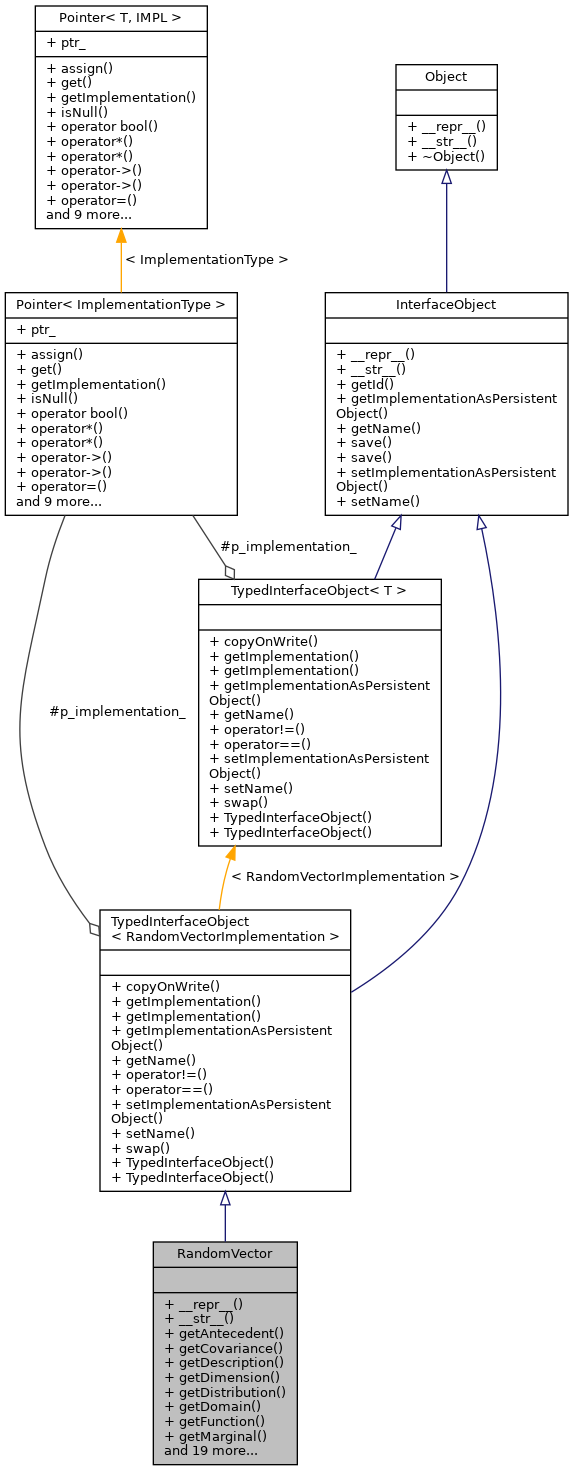 Pointer< T, IMPL >
+ ptr_
+ assign()
+ get()
+ getImplementation()
+ isNull()
+ operator bool()
+ operator*()
+ operator*()
+ operator->()
+ operator->()
+ operator=()
and 9 more...
Object
+ __repr__()
+ __str__()
+ ~Object()
< ImplementationType >
Pointer< ImplementationType >
+ ptr_
+ assign()
+ get()
+ getImplementation()
+ isNull()
+ operator bool()
+ operator*()
+ operator*()
+ operator->()
+ operator->()
+ operator=()
and 9 more...
InterfaceObject
+ __repr__()
+ __str__()
+ getId()
+ getImplementationAsPersistent
Object()
+ getName()
+ save()
+ save()
+ setImplementationAsPersistent
Object()
+ setName()
#p_implementation_
TypedInterfaceObject< T >
+ copyOnWrite()
+ getImplementation()
+ getImplementation()
+ getImplementationAsPersistent
Object()
+ getName()
+ operator!=()
+ operator==()
+ setImplementationAsPersistent
Object()
+ setName()
+ swap()
+ TypedInterfaceObject()
+ TypedInterfaceObject()
#p_implementation_
< RandomVectorImplementation >
TypedInterfaceObject
< RandomVectorImplementation >
+ copyOnWrite()
+ getImplementation()
+ getImplementation()
+ getImplementationAsPersistent
Object()
+ getName()
+ operator!=()
+ operator==()
+ setImplementationAsPersistent
Object()
+ setName()
+ swap()
+ TypedInterfaceObject()
+ TypedInterfaceObject()
RandomVector
+ __repr__()
+ __str__()
+ getAntecedent()
+ getCovariance()
+ getDescription()
+ getDimension()
+ getDistribution()
+ getDomain()
+ getFunction()
+ getMarginal()
and 19 more...